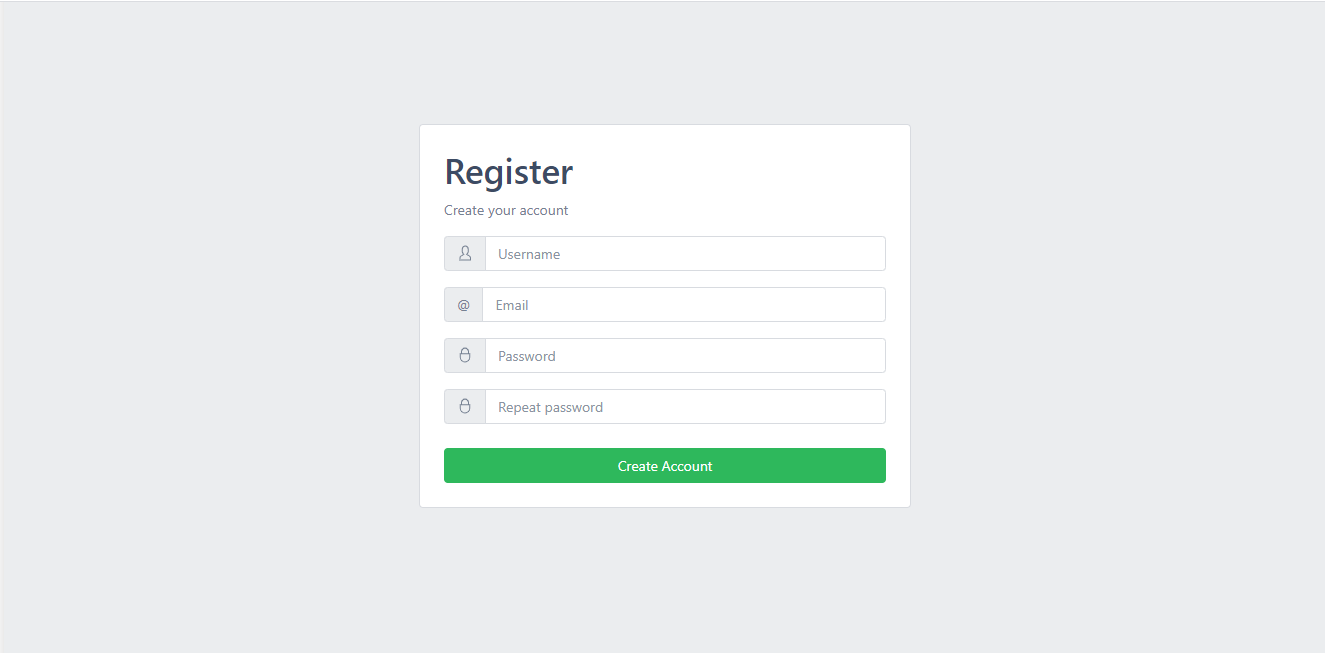 Register
Create your account
Username
@ Email
Password
Repeat password
Create Account